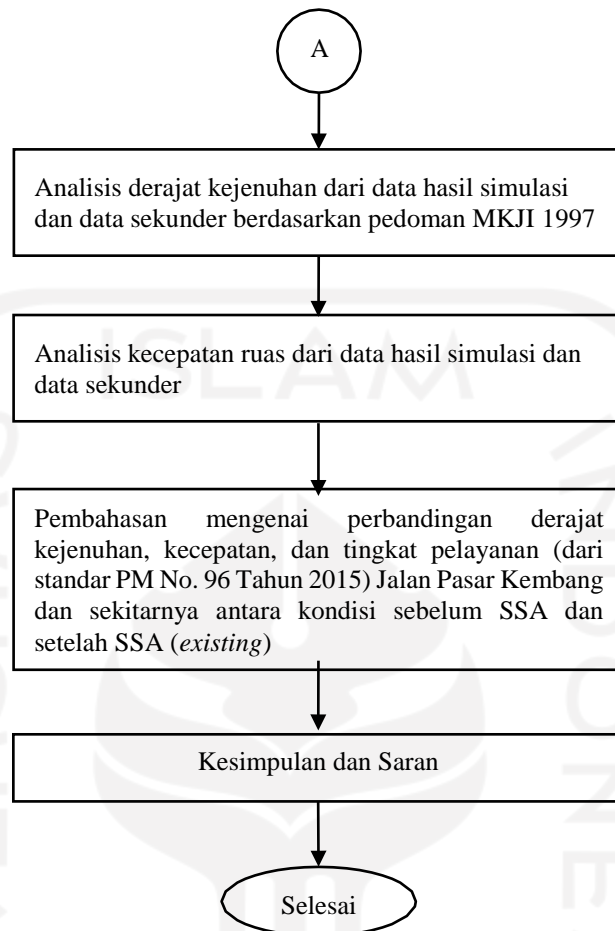 A
Analisis derajat kejenuhan dari data hasil simulasi
dan data sekunder berdasarkan pedoman MKJI 1997
ISLAM
Analisis kecepatan ruas dari data hasil simulasi dan
data sekunder
Pembahasan mengenai perbandingan derajat
kejenuhan, kecepatan, dan tingkat pelayanan (dari
standar PM No. 96 Tahun 2015) Jalan Pasar Kembang
dan sekitarnya antara kondisi sebelum SSA dan
setelah SSA (existing)
Kesimpulan dan Saran
Selesai